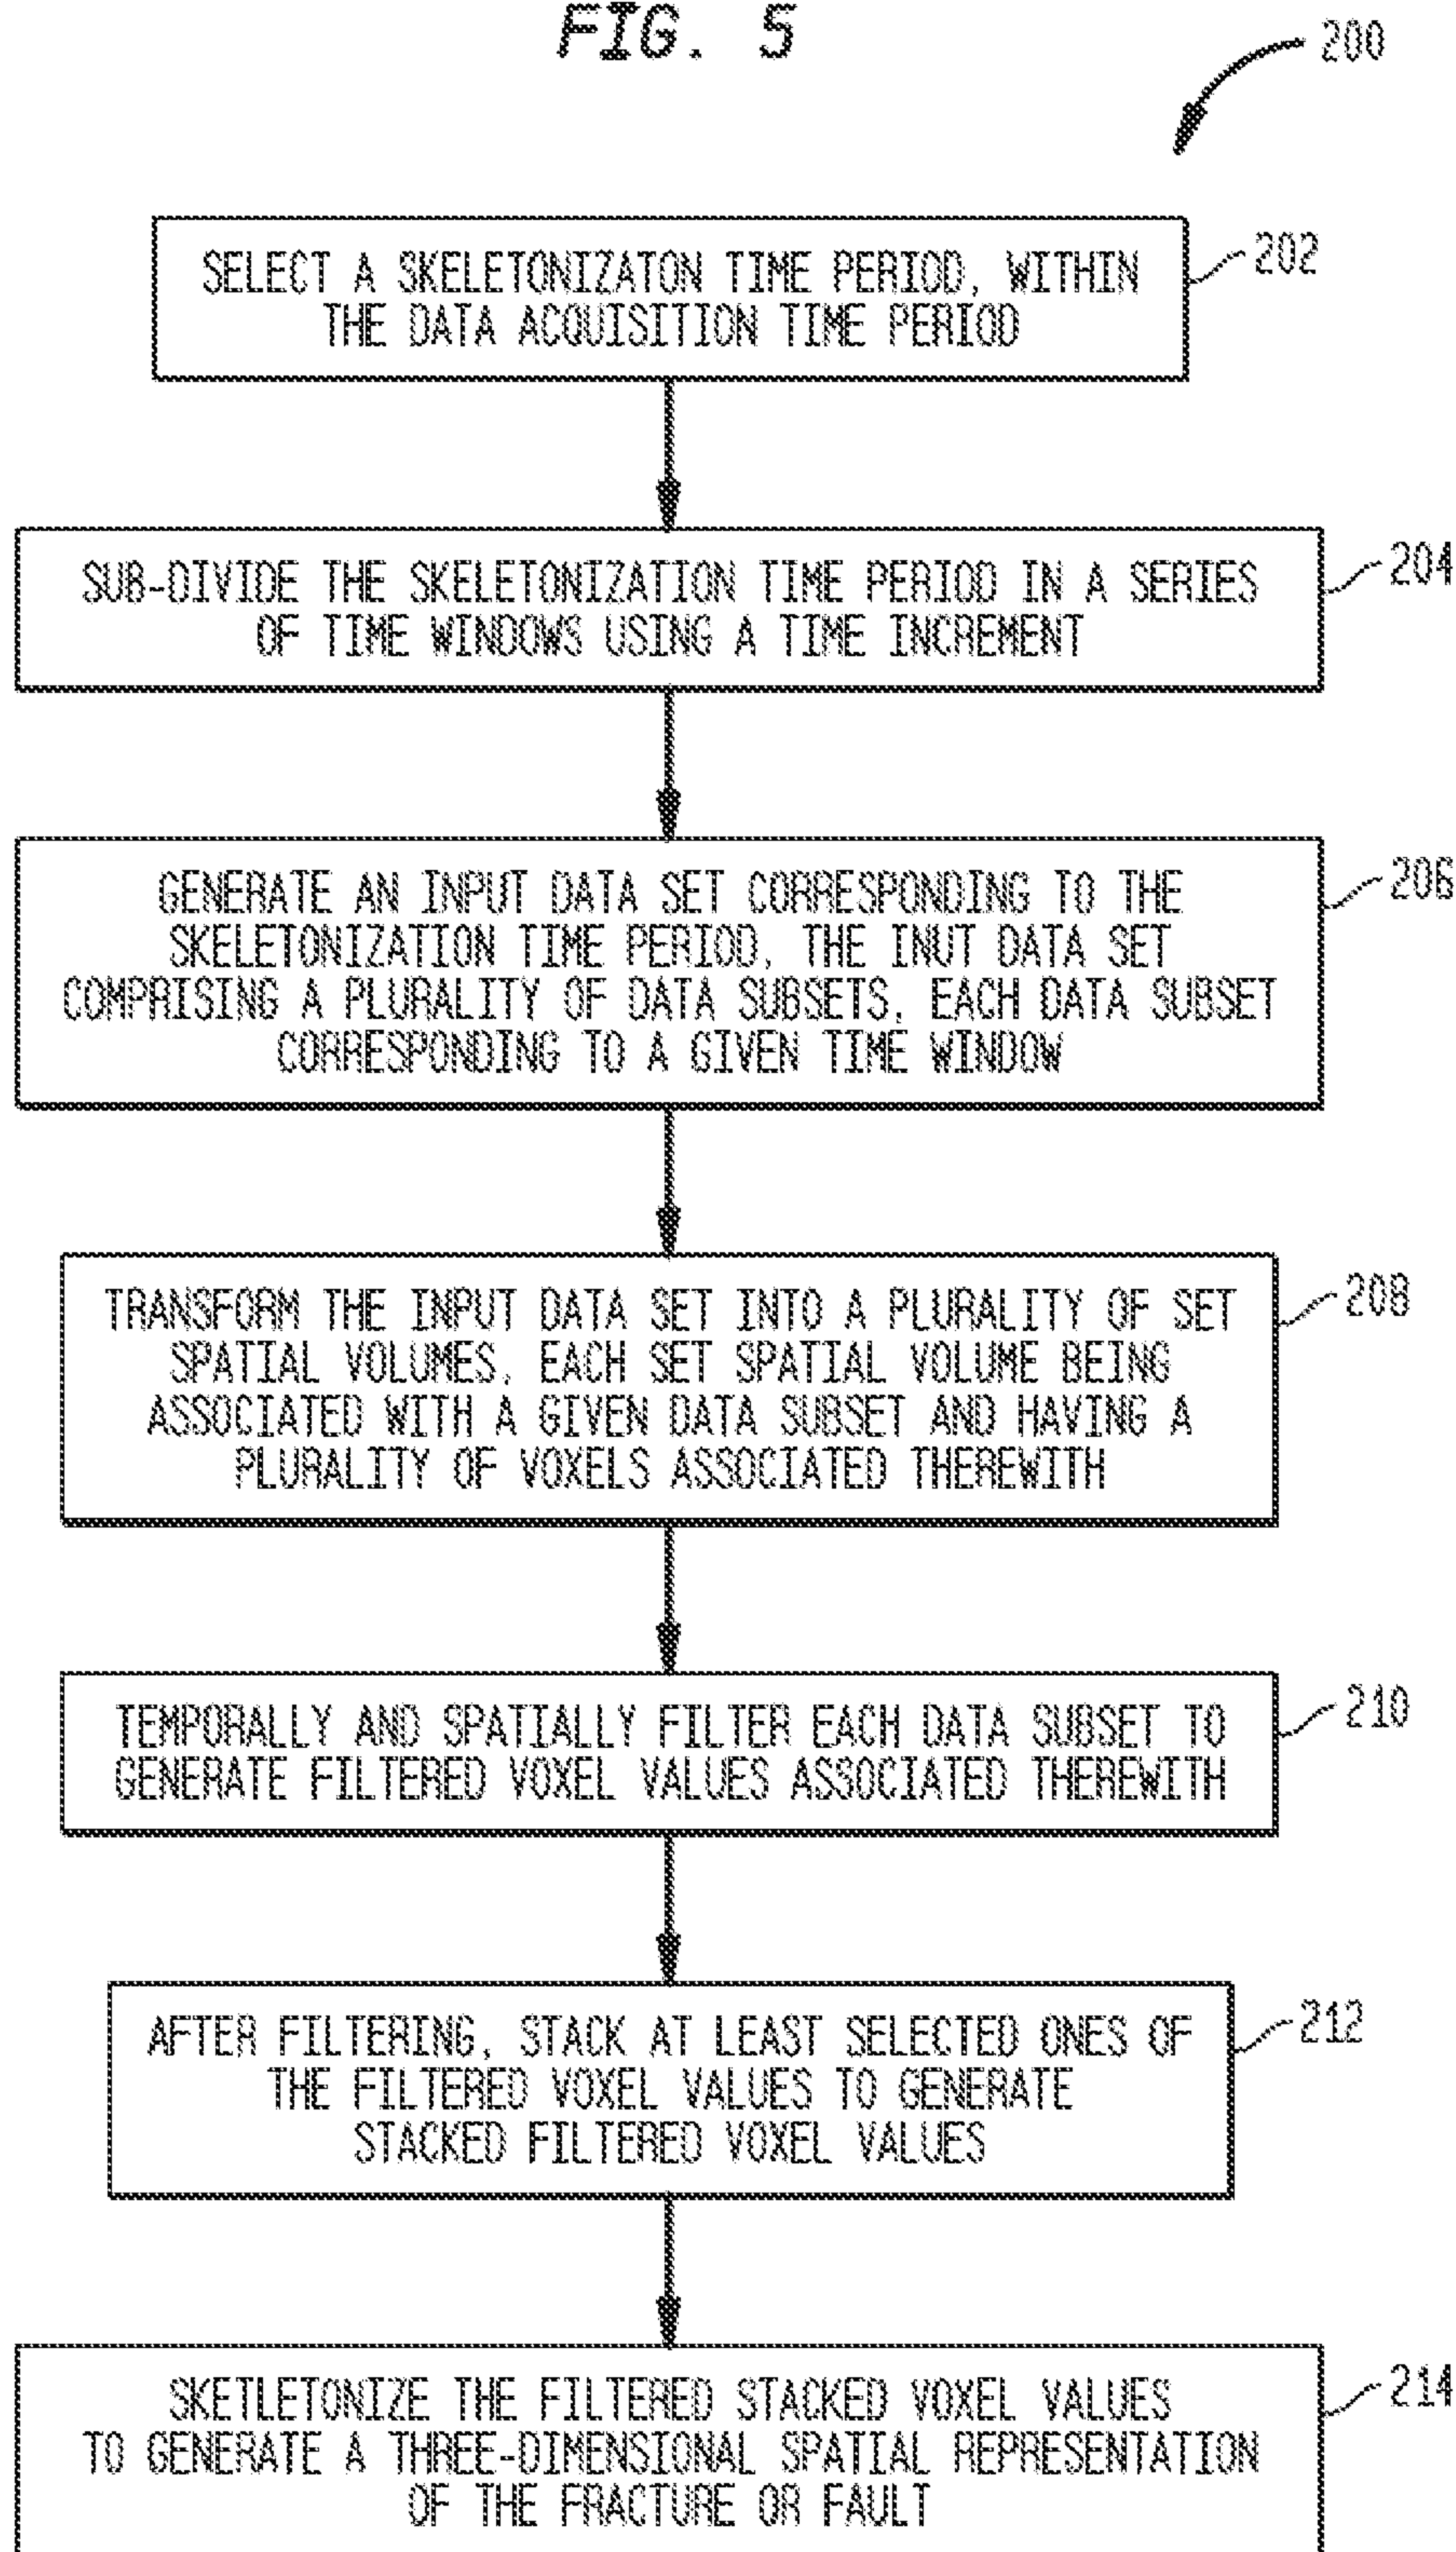 FIG. 5
200
SELECT A SKELETONIZATON TIME PERIOD, WITHIN
THE DATA ACQUISITION TIME PERIOD
202
SUB-DIVIDE THE SKELETONIZATION TIME PERIOD IN A SERIES
OF TIME WINDOWS USING A TIME INCREMENT
204
GENERATE AN INPUT DATA SET CORRESPONDING TO THE
SKELETONIZATION TIME PERIOD, THE INUT DATA SET
COMPRISING A PLURALITY OF DATA SUBSETS, EACH DATA SUBSET
CORRESPONDING TO A GIVEN TIME WINDOW
206
TRANSFORM THE INPUT DATA SET INTO A PLURALITY OF SET
SPATIAL VOLUMES, EACH SET SPATIAL VOLUME BEING
ASSOCIATED WITH A GIVEN DATA SUBSET AND HAVING A
PLURALITY OF VOXELS ASSOCIATED THEREWITH
208
TEMPORALLY AND SPATIALLY FILTER EACH DATA SUBSET TO
GENERATE FILTERED VOXEL VALUES ASSOCIATED THEREWITH
210
AFTER FILTERING, STACK AT LEAST SELECTED ONES OF
THE FILTERED VOXEL VALUES TO GENERATE
STACKED FILTERED VOXEL VALUES
212
SKETLETONIZE THE FILTERED STACKED VOXEL VALUES
TO GENERATE A THREE-DIMENSIONAL SPATIAL REPRESENTATION
OF THE FRACTURE OR FAULT
214